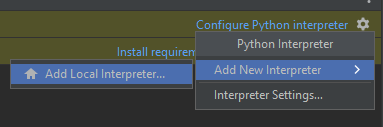 Configure Python interpreter
Install requirem
Python Interpreter
Add New Interpreter
Add Local Interpreter...
Interpreter Settings...